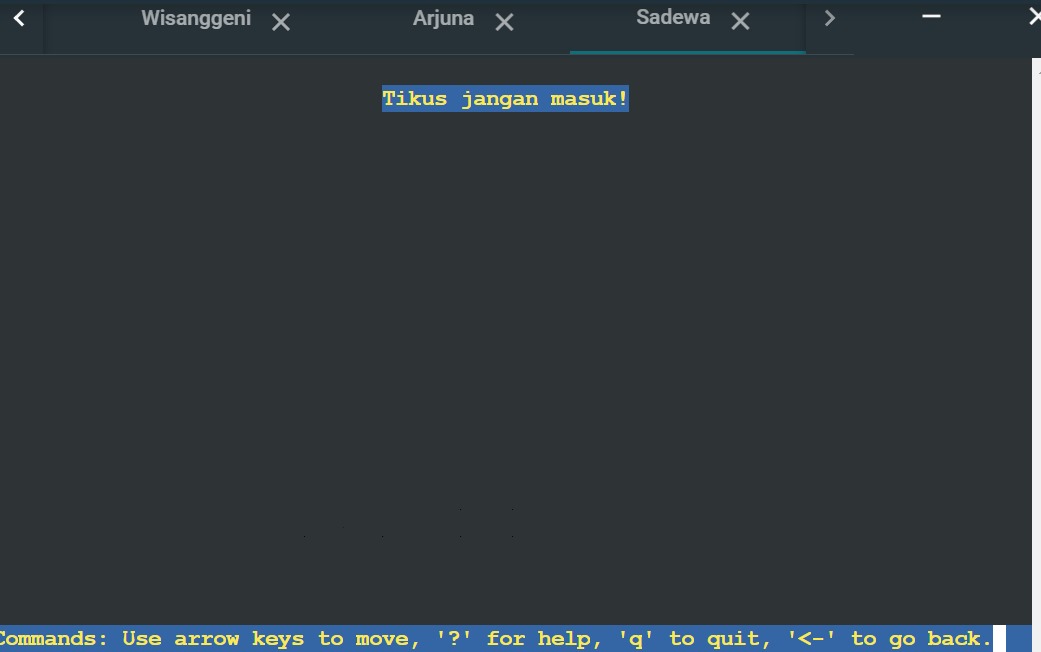 Wisanggeni Arjuna Sadewa
Tikus jangan masuk!
Commands: Use arrow keys to move, '?' for help, 'q' to quit, '<-' to go back.